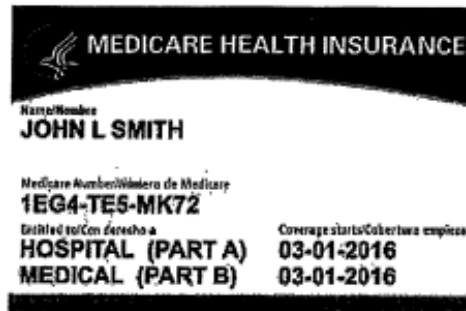 MEDICARE HEALTH INSURANCE
Name/Nombre
JOHN L SMITH
Medicare Number/Número de Medicare
1EG4-TE5-MK72
Entitled to/Con derecho a
Coverage starts/Cobertura empieza
HOSPITAL (PART A) 03-01-2016
MEDICAL (PART B) 03-01-2016